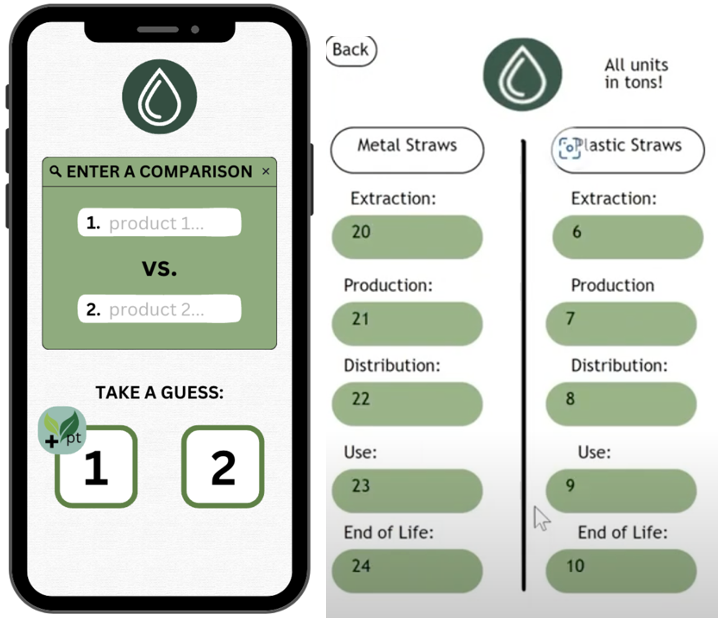 ENTER A COMPARISON ×
1. product 1...
vs.
2. product 2...
TAKE A GUESS:
+ pt
1
2
Back
All units
in tons!
Metal Straws
Plastic Straws
Extraction:
20
Extraction:
6
Production:
21
Production
7
Distribution:
22
Distribution:
8
Use:
23
Use:
9
End of Life:
24
End of Life:
10